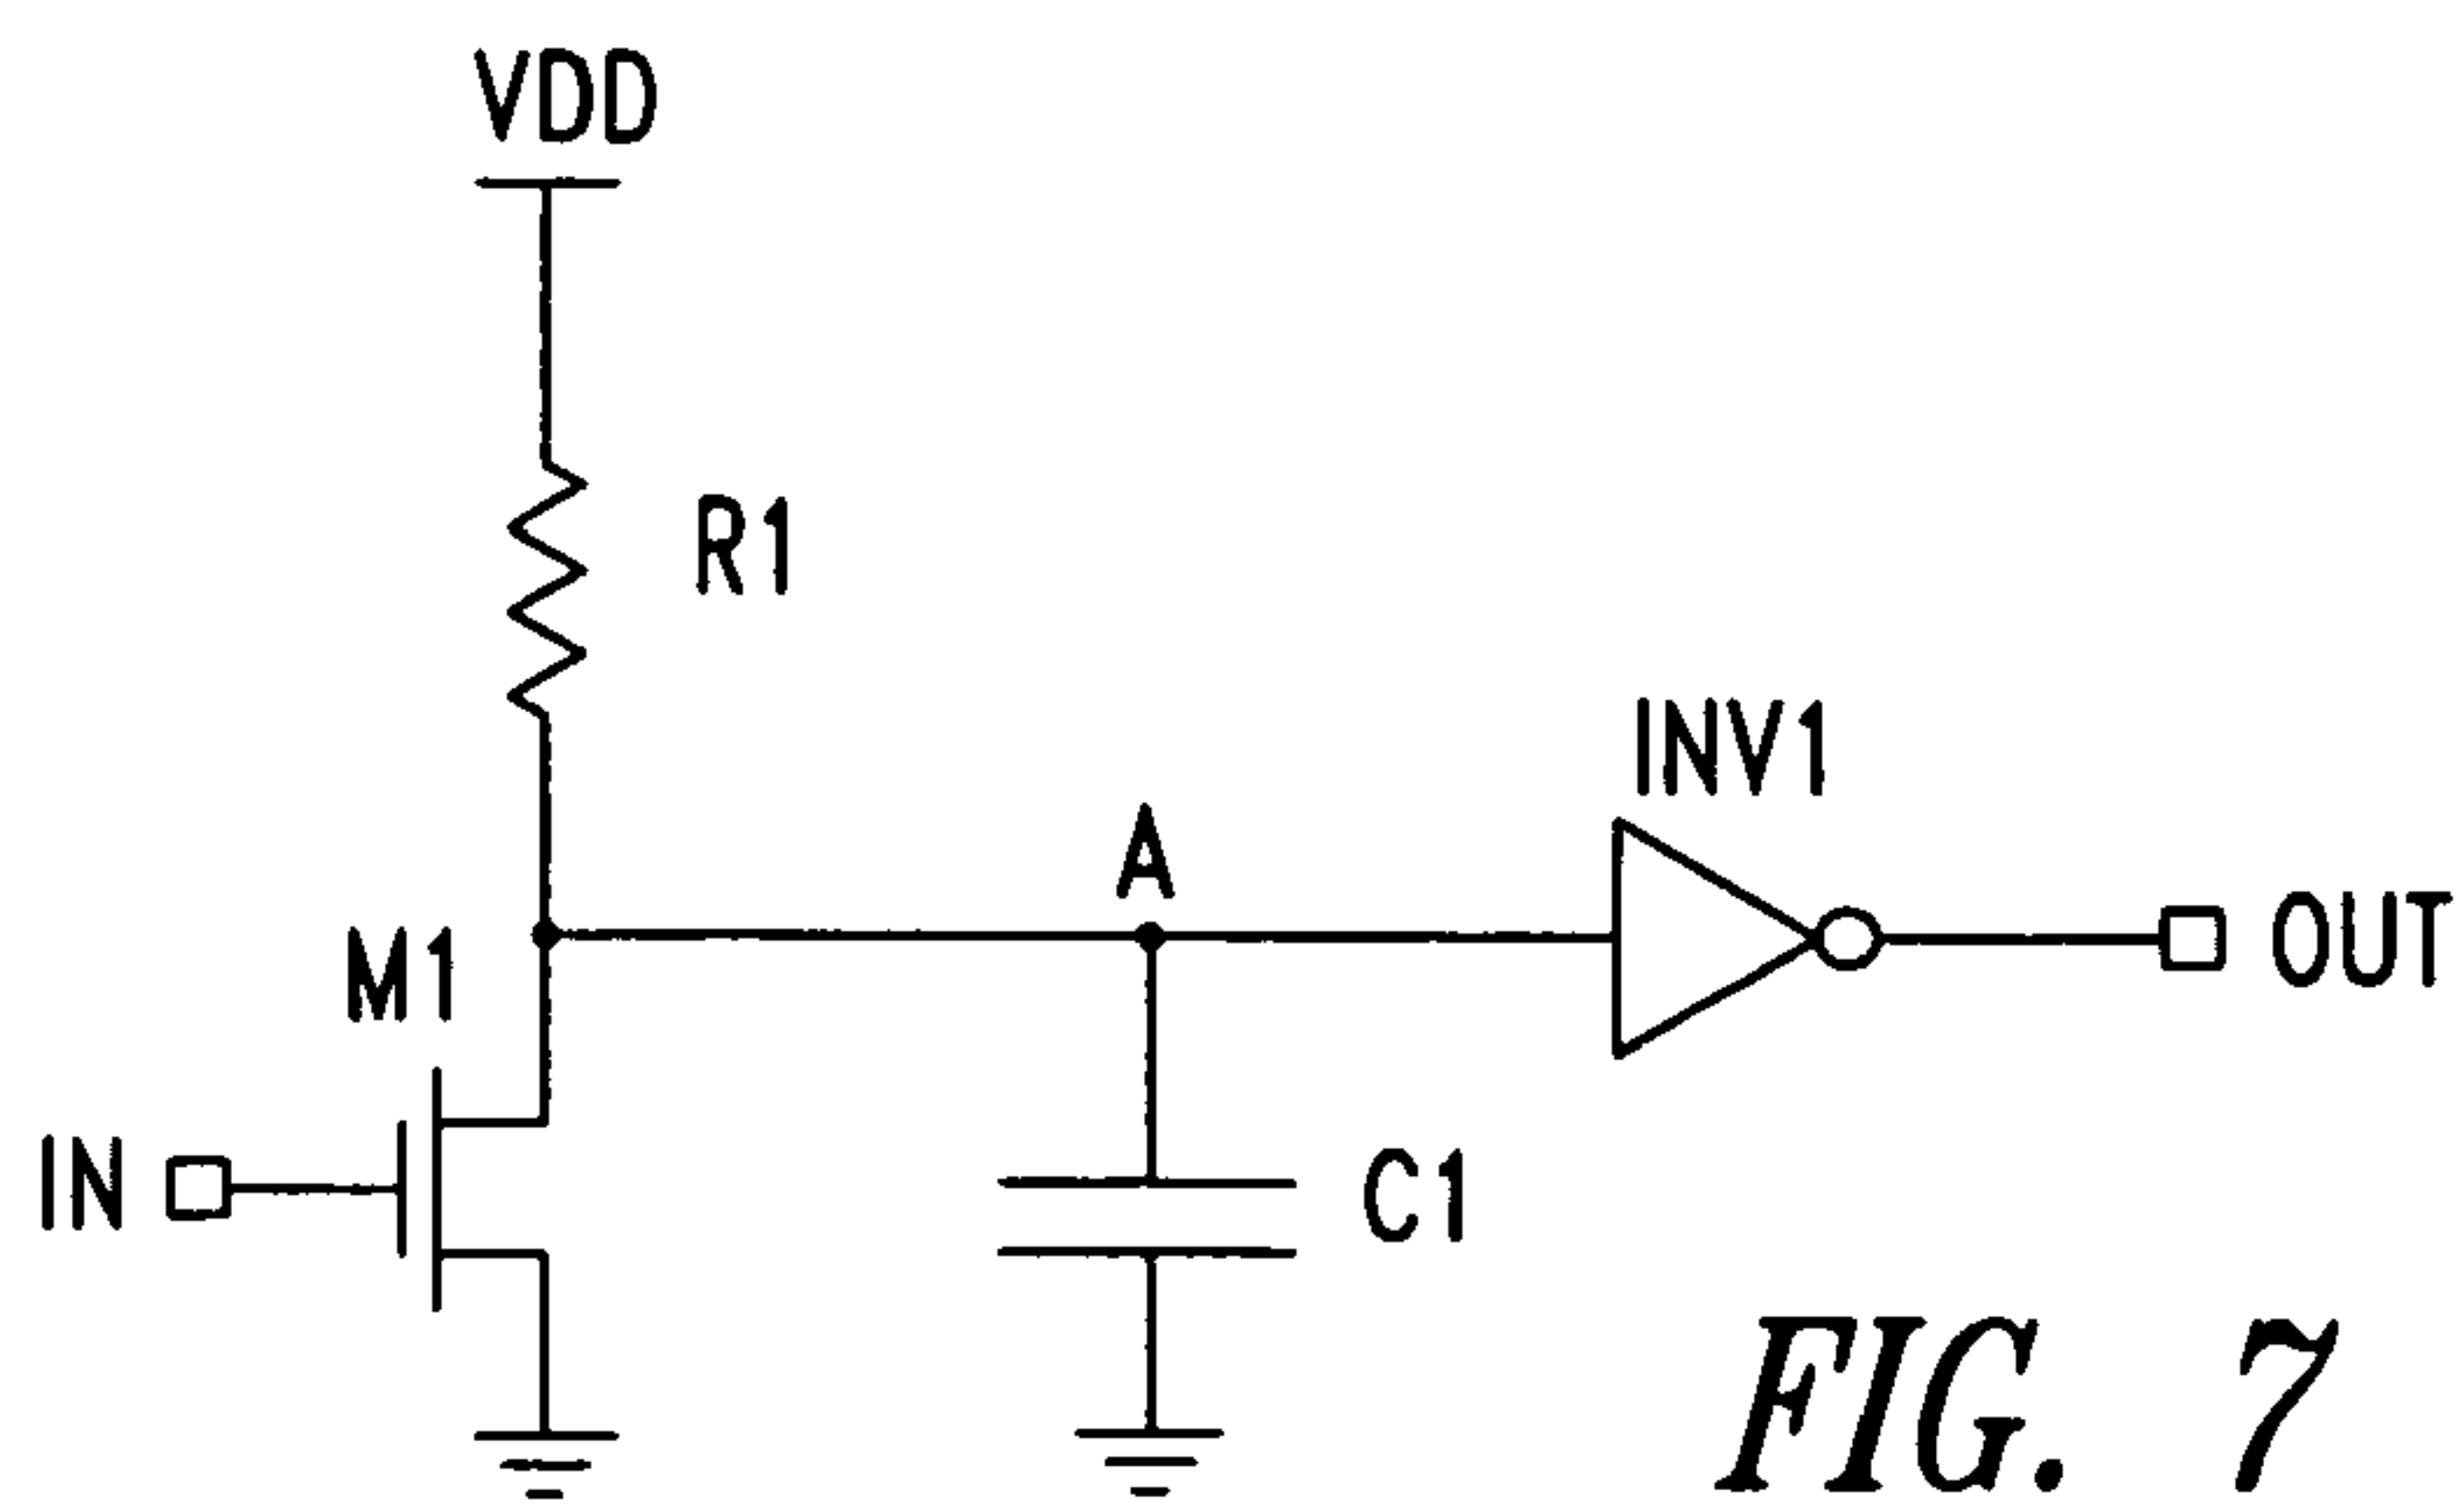 VDD
R1
INV1
A
M1
OUT
IN
C1
FIG. 7